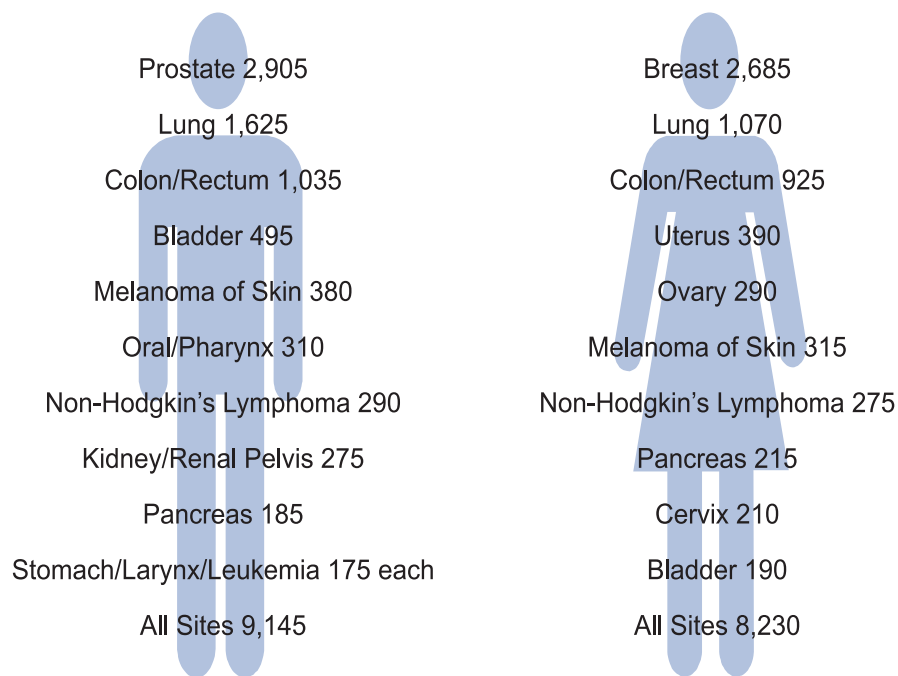 Prostate 2,905
Lung 1,625
Colon/Rectum 1,035
Bladder 495
Melanoma of Skin 380
Oral/Pharynx 310
Non-Hodgkin's Lymphoma 290
Kidney/Renal Pelvis 275
Pancreas 185
Stomach/Larynx/Leukemia 175 each
All Sites 9,145
Breast 2,685
Lung 1,070
Colon/Rectum 925
Uterus 390
Ovary 290
Melanoma of Skin 315
Non-Hodgkin's Lymphoma 275
Pancreas 215
Cervix 210
Bladder 190
All Sites 8,230